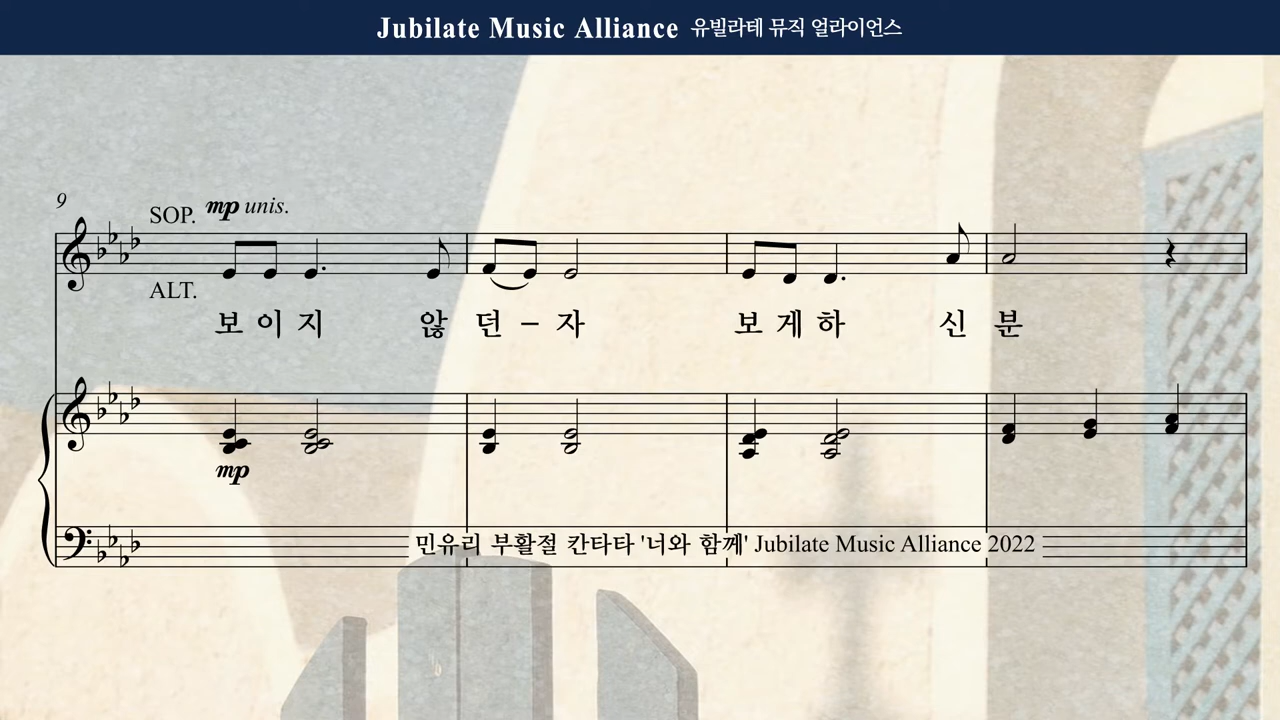 Jubilate Music Alliance 유빌라테 뮤직 얼라이언스
9
SOP. mp unis.
ALT.
보 이 지 않 던 – 자 보 게 하 신 분
mp
민유리 부활절 칸타타 '너와 함께' Jubilate Music Alliance 2022